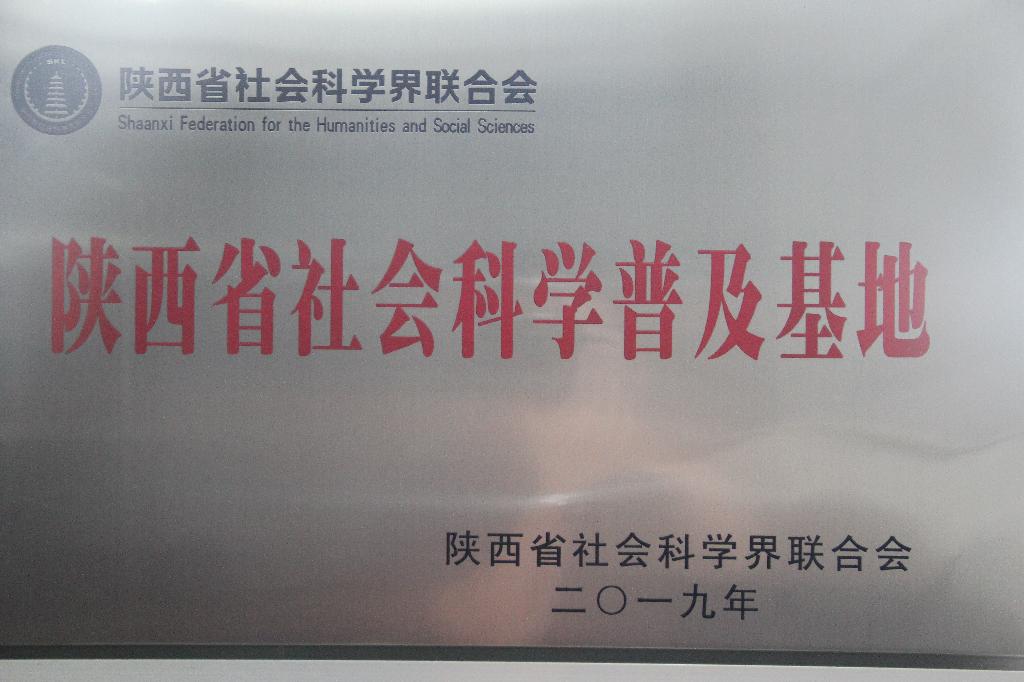 SKL
陕西省社会科学界联合会
Shaanxi Federation for the Humanities and Social Sciences
陕西省社会科学普及基地
陕西省社会科学界联合会
二〇一九年